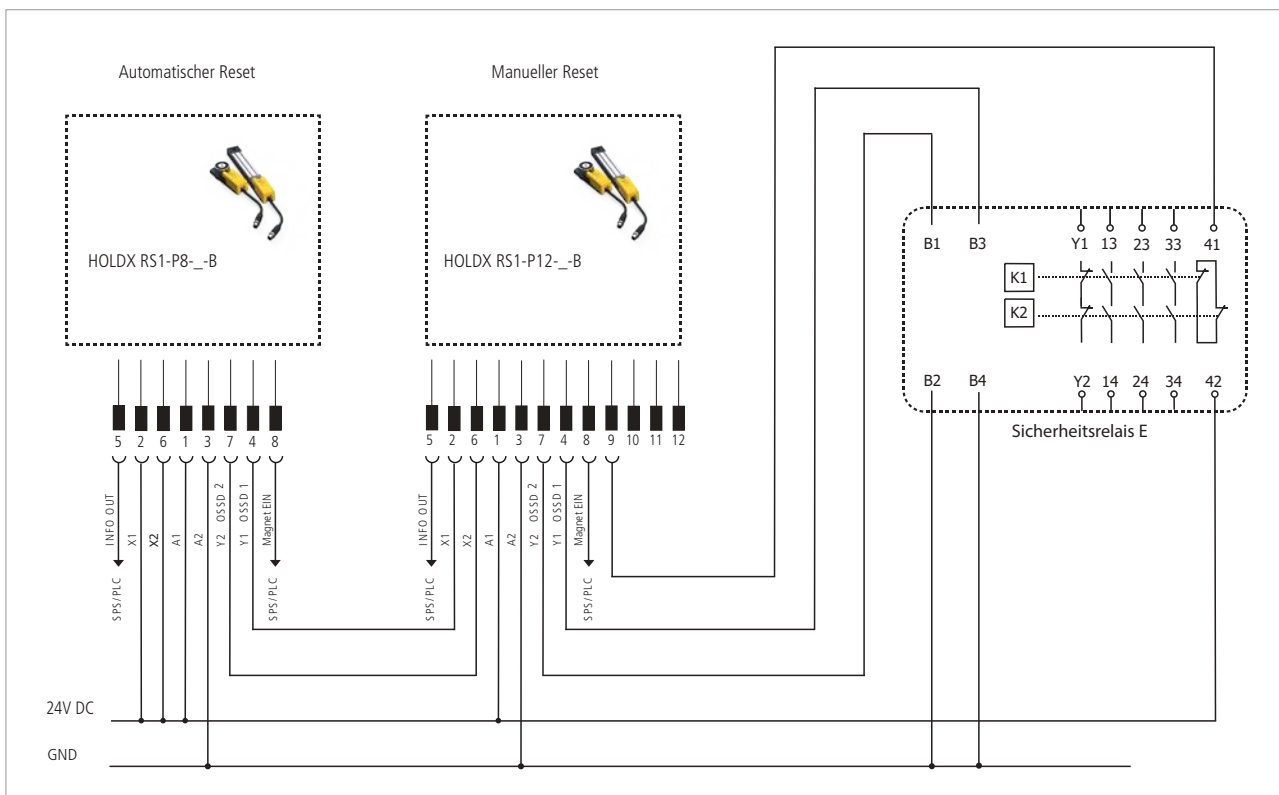 Automatischer Reset
Manueller Reset
HOLDX RS1-P8-_-B
HOLDX RS1-P12-_-B
B1 B3 Y1 13 23 33 41
K1
K2
B2 B4 Y2 14 24 34 42
Sicherheitsrelais E
5 2 6 1 3 7 4 8
5 2 6 1 3 7 4 8 9 10 11 12
INFO OUT
X1
X2
A1
A2
Y2 OSSD 2
Y1 OSSD 1
Magnet EIN
SPS/PLC
SPS/PLC
INFO OUT
X1
X2
A1
A2
Y2 OSSD 2
Y1 OSSD 1
Magnet EIN
SPS/PLC
SPS/PLC
24V DC
GND